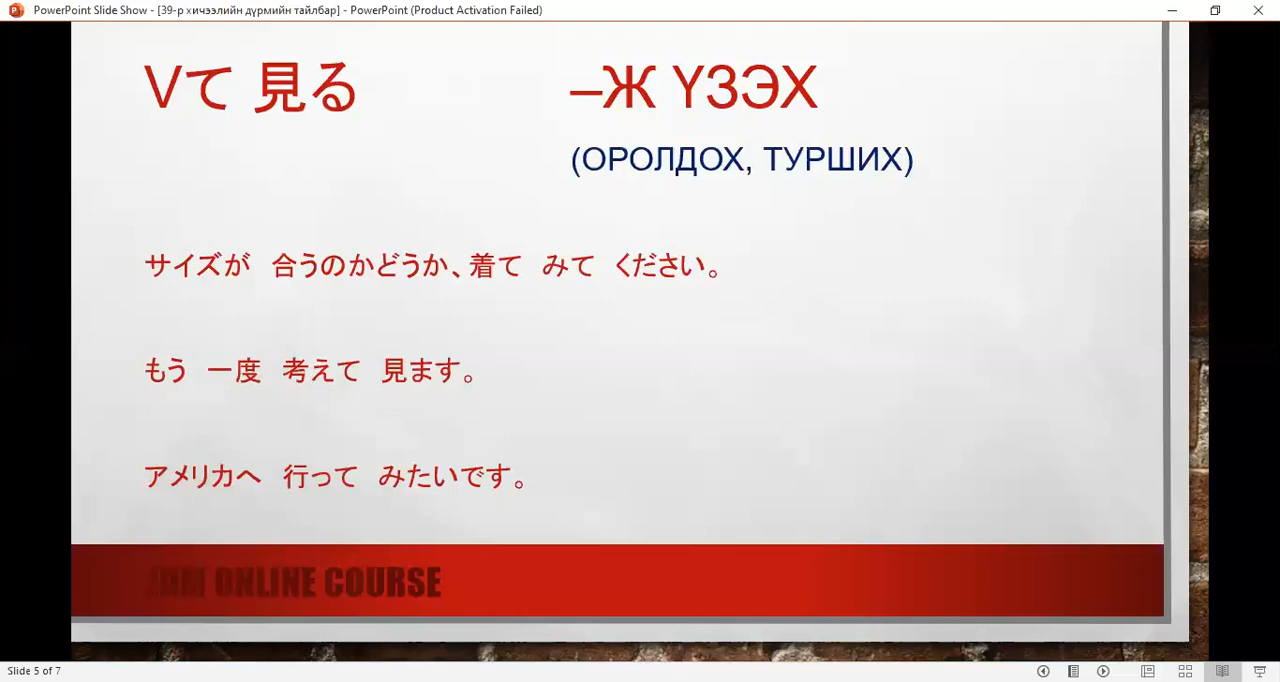 PowerPoint Slide Show - [39-р хичээлийн дүрмийн тайлбар] - PowerPoint (Product Activation Failed)
Vて 見る –Ж ҮЗЭХ
(ОРОЛДОХ, ТУРШИХ)
サイズが 合うのかどうか、着て みて ください。
もう 一度 考えて 見ます。
アメリカへ 行って みたいです。
ONLINE COURSE
Slide 5 of 7